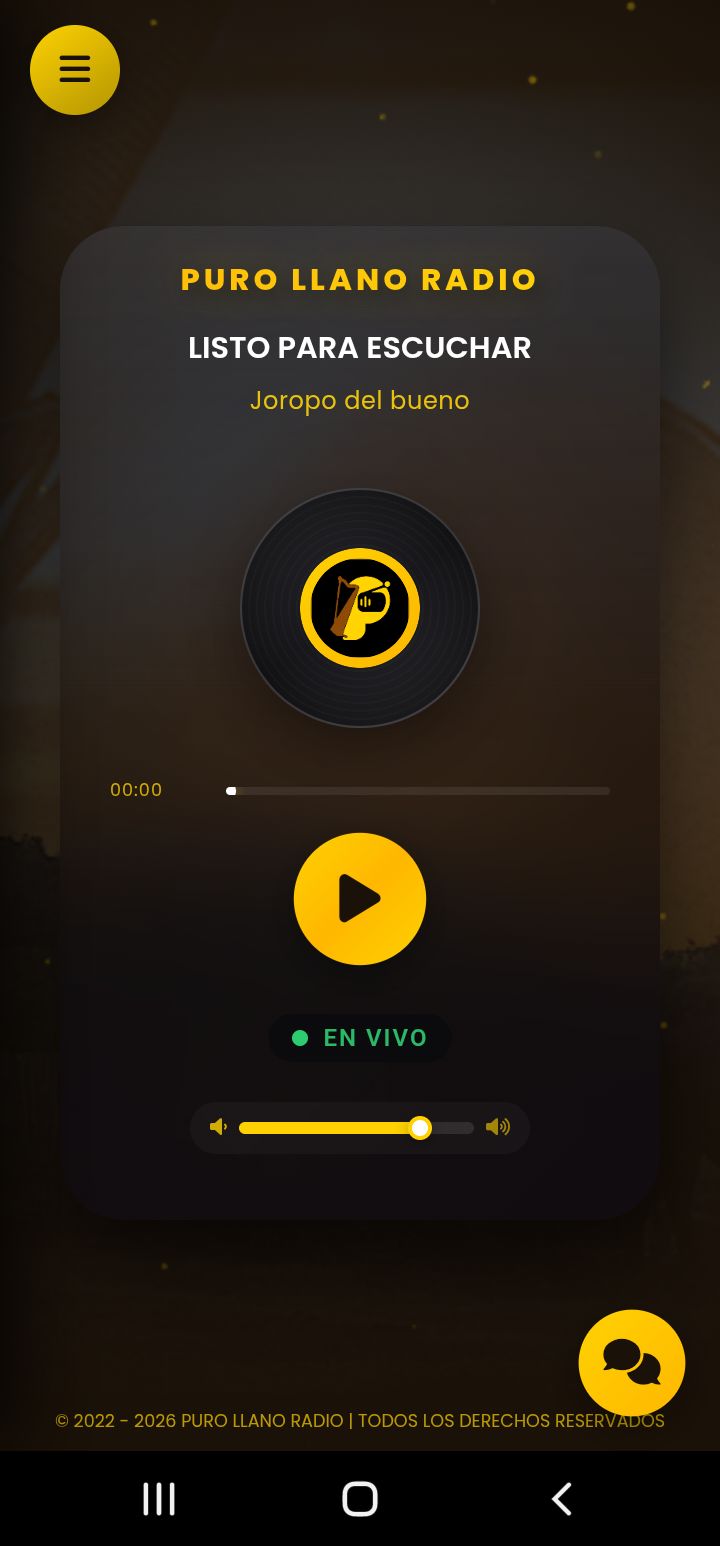 PURO LLANO RADIO
LISTO PARA ESCUCHAR
Joropo del bueno
00:00
EN VIVO
© 2022 - 2026 PURO LLANO RADIO | TODOS LOS DERECHOS RESERVADOS